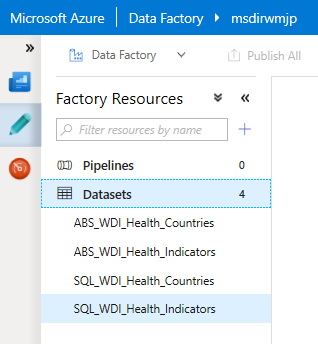 Microsoft Azure Data Factory msdirwmjp
Data Factory Publish All
Factory Resources
Filter resources by name
Pipelines 0
Datasets 4
ABS_WDI_Health_Countries
ABS_WDI_Health_Indicators
SQL_WDI_Health_Countries
SQL_WDI_Health_Indicators